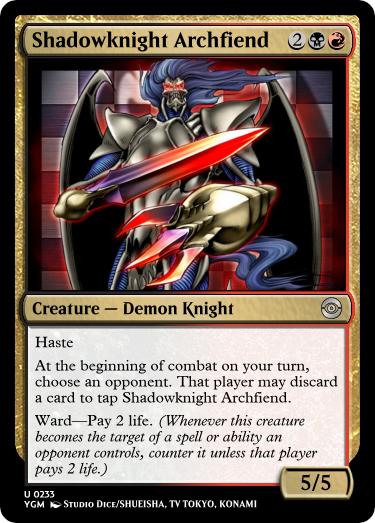 Shadowknight Archfiend 2
Creature — Demon Knight
Haste
At the beginning of combat on your turn,
choose an opponent. That player may discard
a card to tap Shadowknight Archfiend.
Ward—Pay 2 life. (Whenever this creature
becomes the target of a spell or ability an
opponent controls, counter it unless that player
pays 2 life.)
5/5
U 0233
YGM Studio Dice/SHUEISHA, TV TOKYO, KONAMI